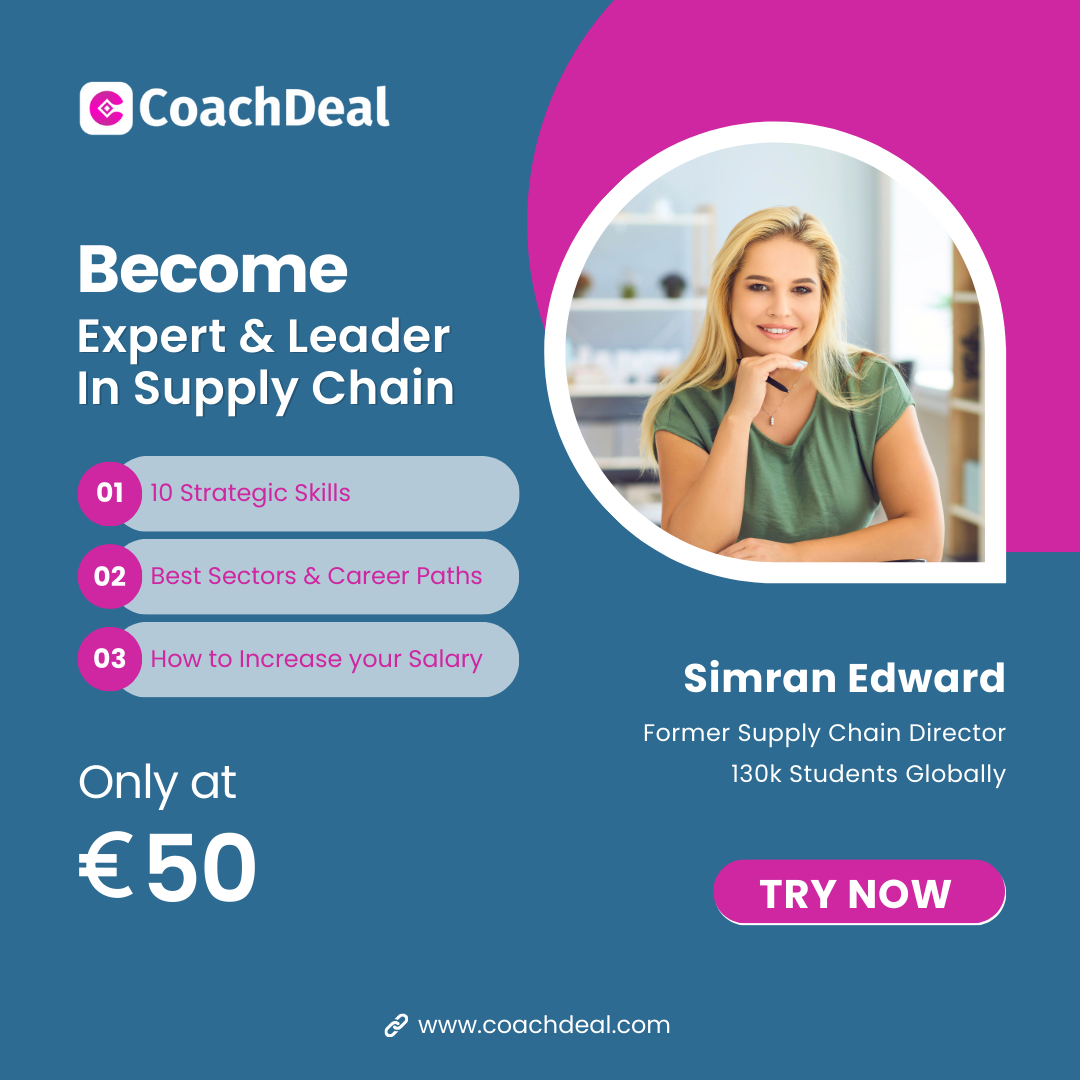 CoachDeal
Become
Expert & Leader
In Supply Chain
01 10 Strategic Skills
02 Best Sectors & Career Paths
03 How to Increase your Salary
Only at
€50
Simran Edward
Former Supply Chain Director
130k Students Globally
TRY NOW
www.coachdeal.com